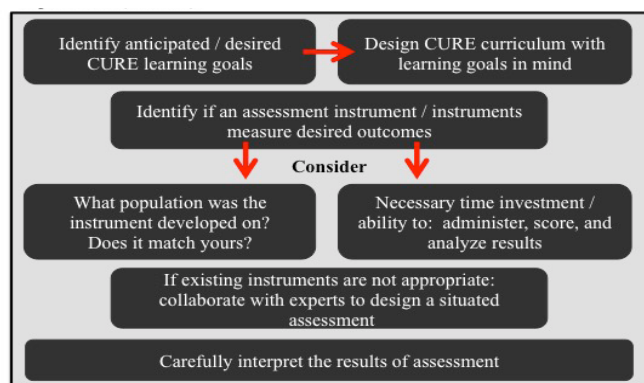 Identify anticipated / desired
CURE learning goals
Design CURE curriculum with
learning goals in mind
Identify if an assessment instrument / instruments
measure desired outcomes
Consider
What population was the
instrument developed on?
Does it match yours?
Necessary time investment /
ability to: administer, score, and
analyze results
If existing instruments are not appropriate:
collaborate with experts to design a situated
assessment
Carefully interpret the results of assessment